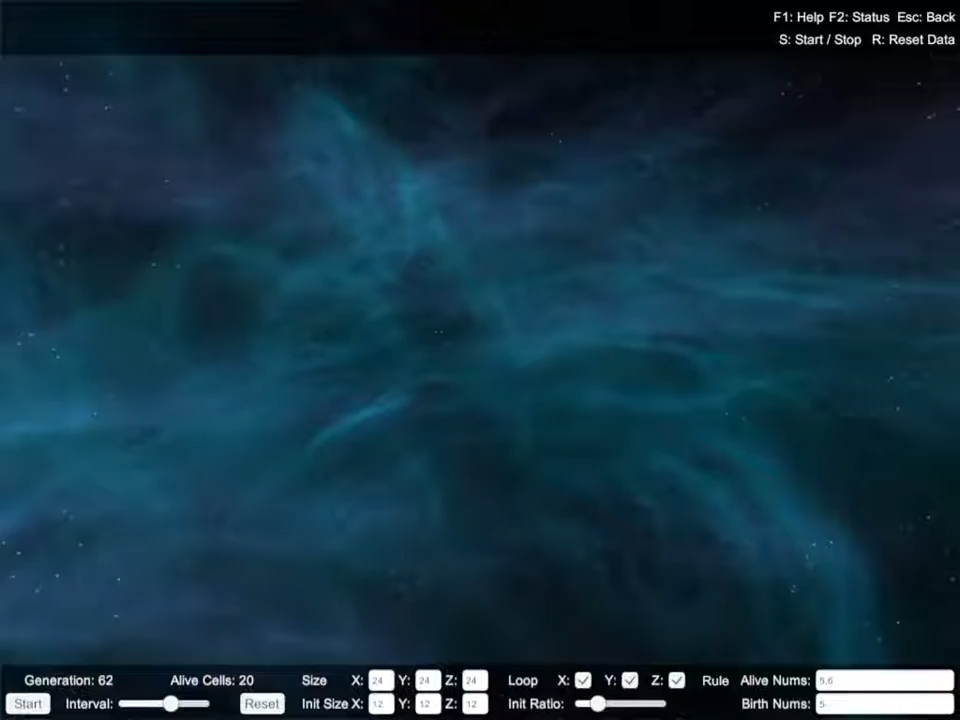 F1: Help F2: Status Esc: Back
S: Start / Stop R: Reset Data
Generation: 62 Alive Cells: 20 Size X: 24 Y: 24 Z: 24 Loop X: Y: Z: Rule Alive Nums: 5,6
Start Interval: Reset Init Size X: 12 Y: 12 Z: 12 Init Ratio: Birth Nums: 5